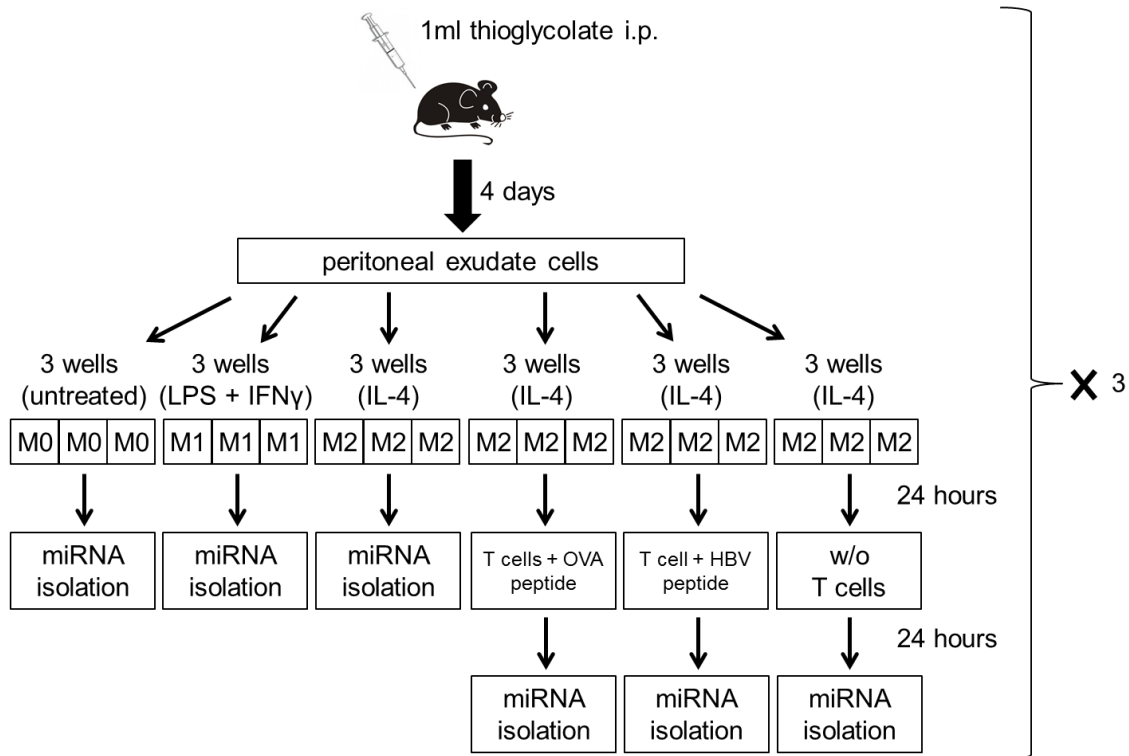 1ml thioglycolate i.p.
4 days
peritoneal exudate cells
3 wells
(untreated)
3 wells
(LPS + IFNγ)
3 wells
(IL-4)
3 wells
(IL-4)
3 wells
(IL-4)
3 wells
(IL-4)
X 3
M0 M0 M0
M1 M1 M1
M2 M2 M2
M2 M2 M2
M2 M2 M2
M2 M2 M2
24 hours
miRNA
isolation
miRNA
isolation
miRNA
isolation
T cells + OVA
peptide
T cell + HBV
peptide
w/o
T cells
24 hours
miRNA
isolation
miRNA
isolation
miRNA
isolation